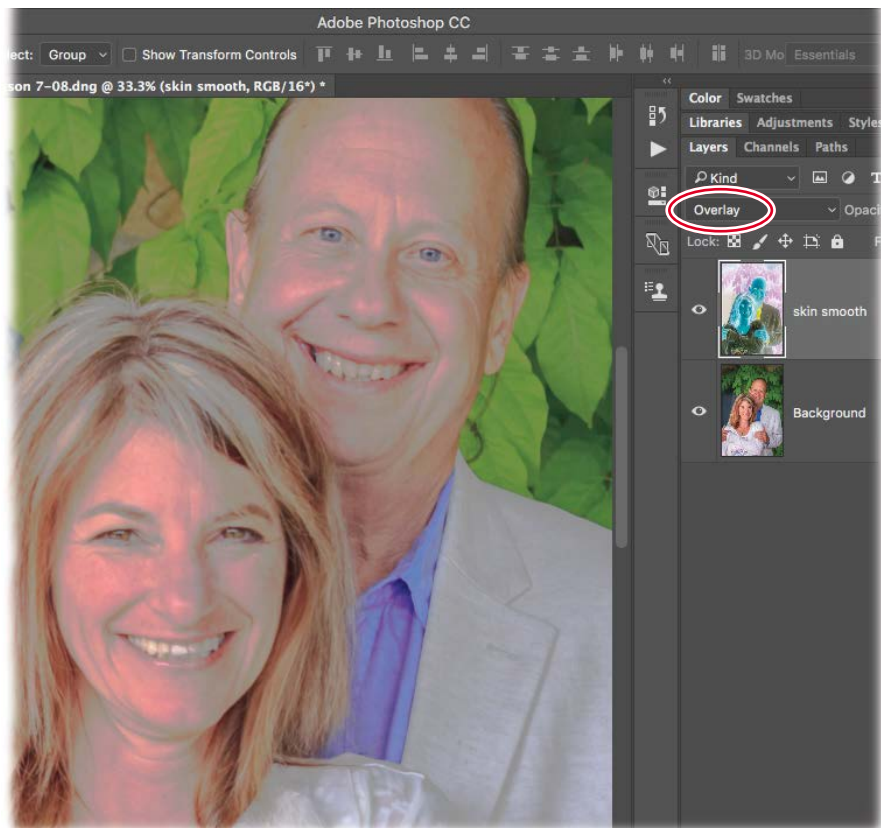 Adobe Photoshop CC
ect: Group Show Transform Controls 3D Mo Essentials
son 7-08.dng @ 33.3% (skin smooth, RGB/16*) *
Color Swatches
Libraries Adjustments Styles
Layers Channels Paths
Kind T
Overlay Opaci
Lock: F
skin smooth
Background